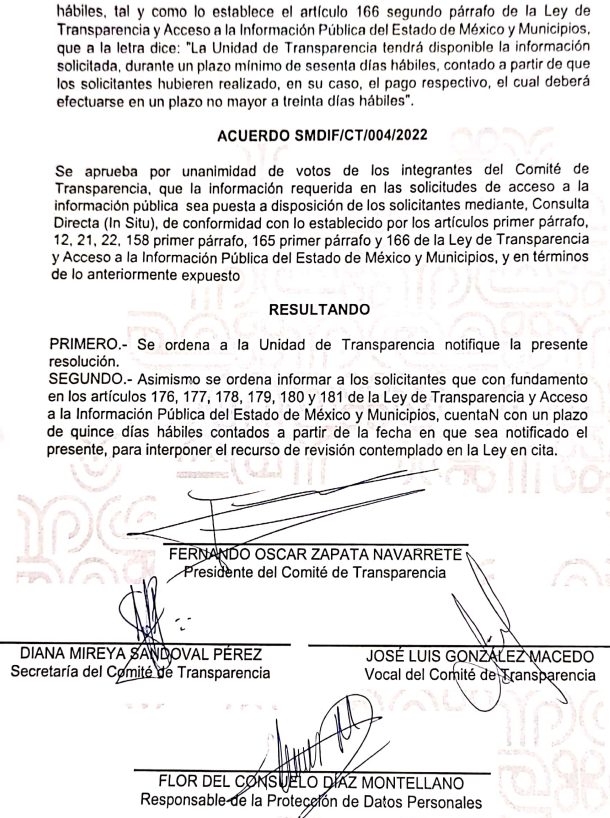 hábiles, tal y como lo establece el artículo 166 segundo párrafo de la Ley de
Transparencia y Acceso a la Información Pública del Estado de México y Municipios,
que a la letra dice: "La Unidad de Transparencia tendrá disponible la información
solicitada, durante un plazo mínimo de sesenta días hábiles, contado a partir de que
los solicitantes hubieren realizado, en su caso, el pago respectivo, el cual deberá
efectuarse en un plazo no mayor a treinta días hábiles".
ACUERDO SMDIF/CT/004/2022
Se aprueba por unanimidad de votos de los integrantes del Comité de
Transparencia, que la información requerida en las solicitudes de acceso a la
información pública sea puesta a disposición de los solicitantes mediante, Consulta
Directa (In Situ), de conformidad con lo establecido por los artículos primer párrafo,
12, 21, 22, 158 primer párrafo, 165 primer párrafo y 166 de la Ley de Transparencia
y Acceso a la Información Pública del Estado de México y Municipios, y en términos
de lo anteriormente expuesto
RESULTANDO
PRIMERO.- Se ordena a la Unidad de Transparencia notifique la presente
resolución.
SEGUNDO.- Asimismo se ordena informar a los solicitantes que con fundamento
en los artículos 176, 177, 178, 179, 180 y 181 de la Ley de Transparencia y Acceso
a la Información Pública del Estado de México y Municipios, cuentaN con un plazo
de quince días hábiles contados a partir de la fecha en que sea notificado el
presente, para interponer el recurso de revisión contemplado en la Ley en cita.
FERNANDO OSCAR ZAPATA NAVARRETE
Presidente del Comité de Transparencia
DIANA MIREYA SANDOVAL PÉREZ
Secretaría del Comité de Transparencia
JOSÉ LUIS GONZÁLEZ MACEDO
Vocal del Comité de Transparencia
FLOR DEL CONSUELO DÍAZ MONTELLANO
Responsable de la Protección de Datos Personales